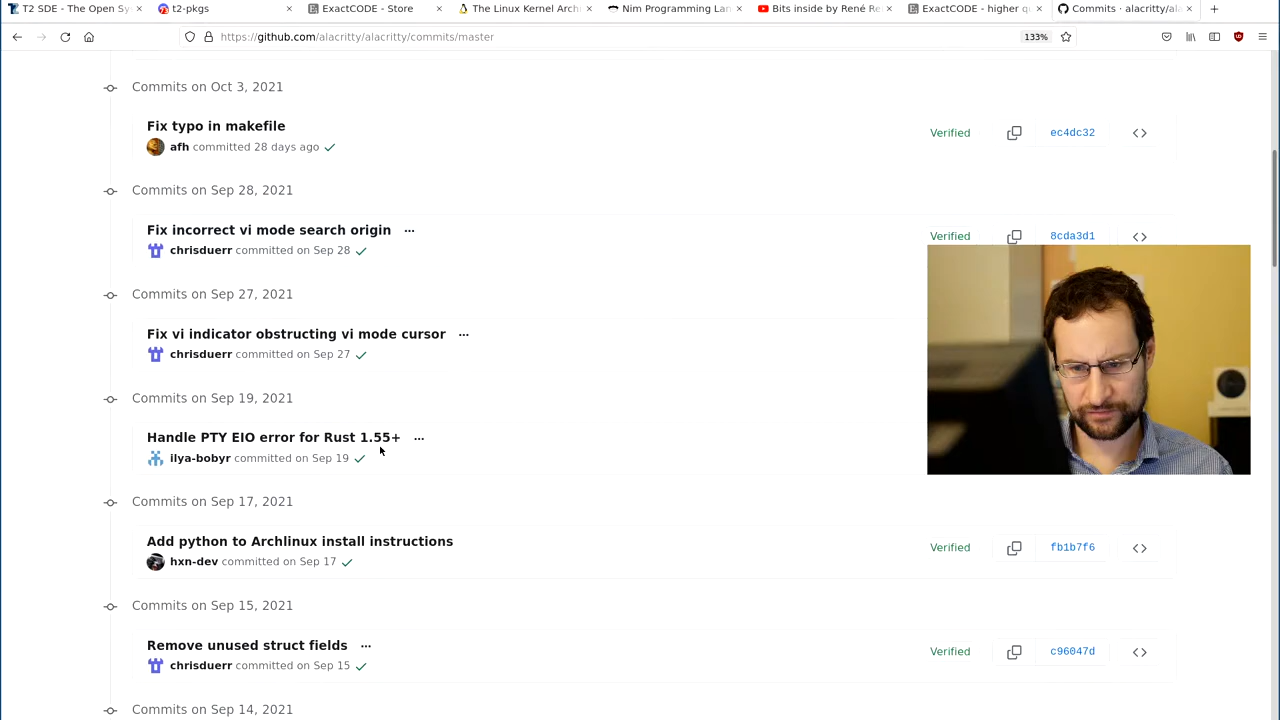 T2 SDE - The Open Sy
t2-pkgs
ExactCODE - Store
The Linux Kernel Arch
Nim Programming Lan
Bits inside by René Re
ExactCODE - higher qu
Commits · alacritty/ala
https://github.com/alacritty/alacritty/commits/master
133%
Commits on Oct 3, 2021
Fix typo in makefile
afh committed 28 days ago
Verified
ec4dc32
Commits on Sep 28, 2021
Fix incorrect vi mode search origin
chrisduerr committed on Sep 28
Verified
8cda3d1
Commits on Sep 27, 2021
Fix vi indicator obstructing vi mode cursor
chrisduerr committed on Sep 27
Commits on Sep 19, 2021
Handle PTY EIO error for Rust 1.55+
ilya-bobyr committed on Sep 19
Commits on Sep 17, 2021
Add python to Archlinux install instructions
hxn-dev committed on Sep 17
Verified
fb1b7f6
Commits on Sep 15, 2021
Remove unused struct fields
chrisduerr committed on Sep 15
Verified
c96047d
Commits on Sep 14, 2021